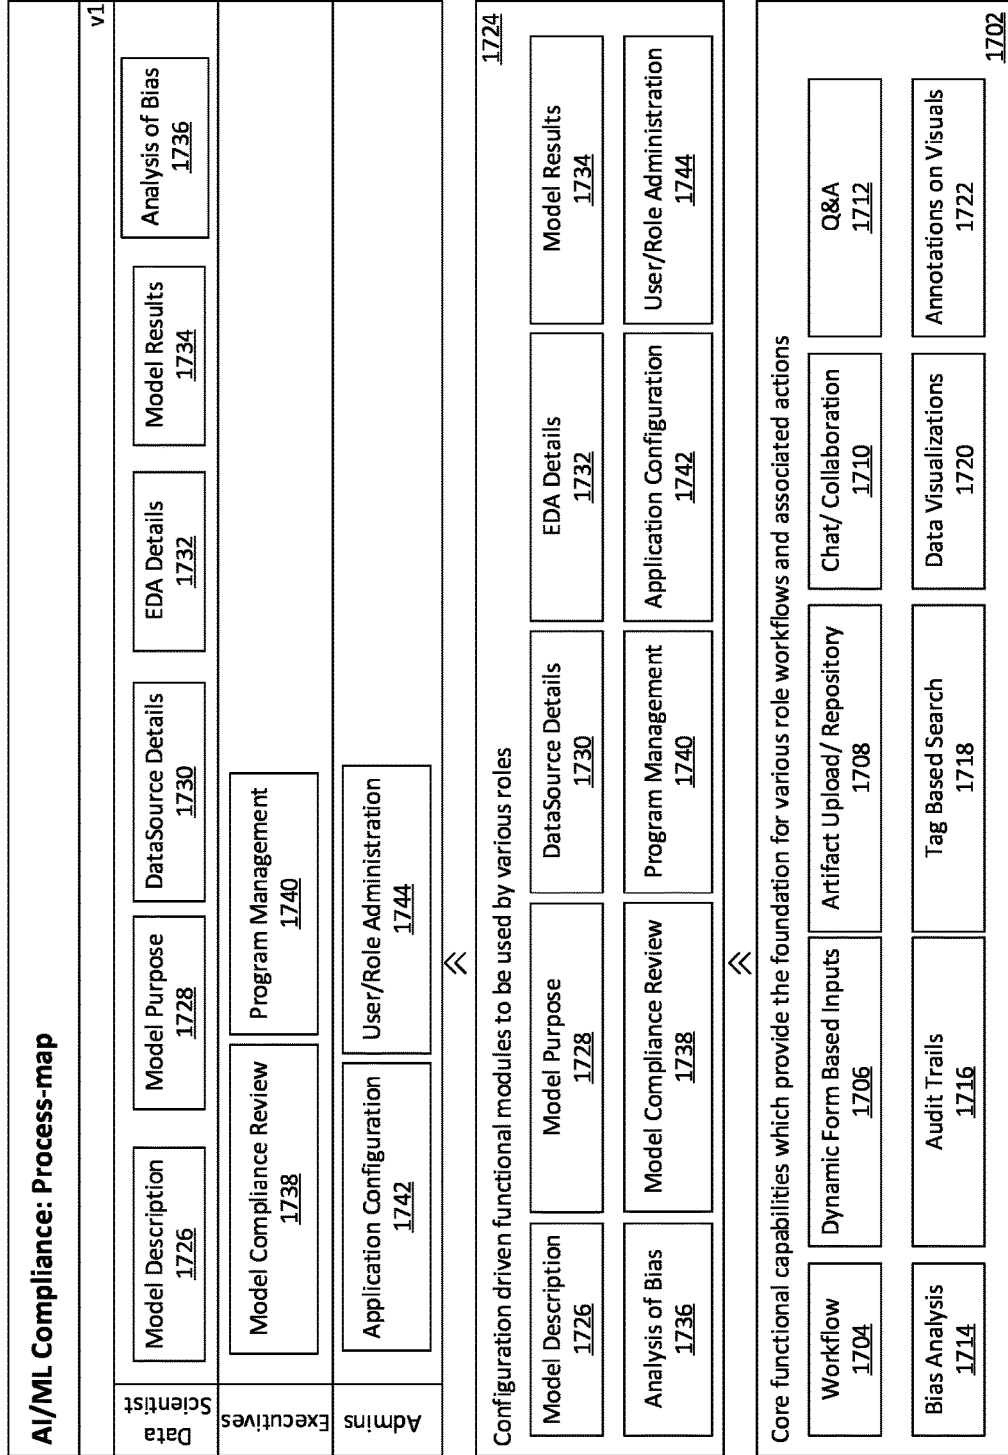 AI/ML Compliance: Process-map
v1
Data
Scientist
Model Description
1726
Model Purpose
1728
DataSource Details
1730
EDA Details
1732
Model Results
1734
Analysis of Bias
1736
Executives
Model Compliance Review
1738
Program Management
1740
Admins
Application Configuration
1742
User/Role Administration
1744
Configuration driven functional modules to be used by various roles
1724
Model Description
1726
Model Purpose
1728
DataSource Details
1730
EDA Details
1732
Model Results
1734
Analysis of Bias
1736
Model Compliance Review
1738
Program Management
1740
Application Configuration
1742
User/Role Administration
1744
Core functional capabilities which provide the foundation for various role workflows and associated actions
Workflow
1704
Dynamic Form Based Inputs
1706
Artifact Upload/ Repository
1708
Chat/ Collaboration
1710
Q&A
1712
Bias Analysis
1714
Audit Trails
1716
Tag Based Search
1718
Data Visualizations
1720
Annotations on Visuals
1722
1702